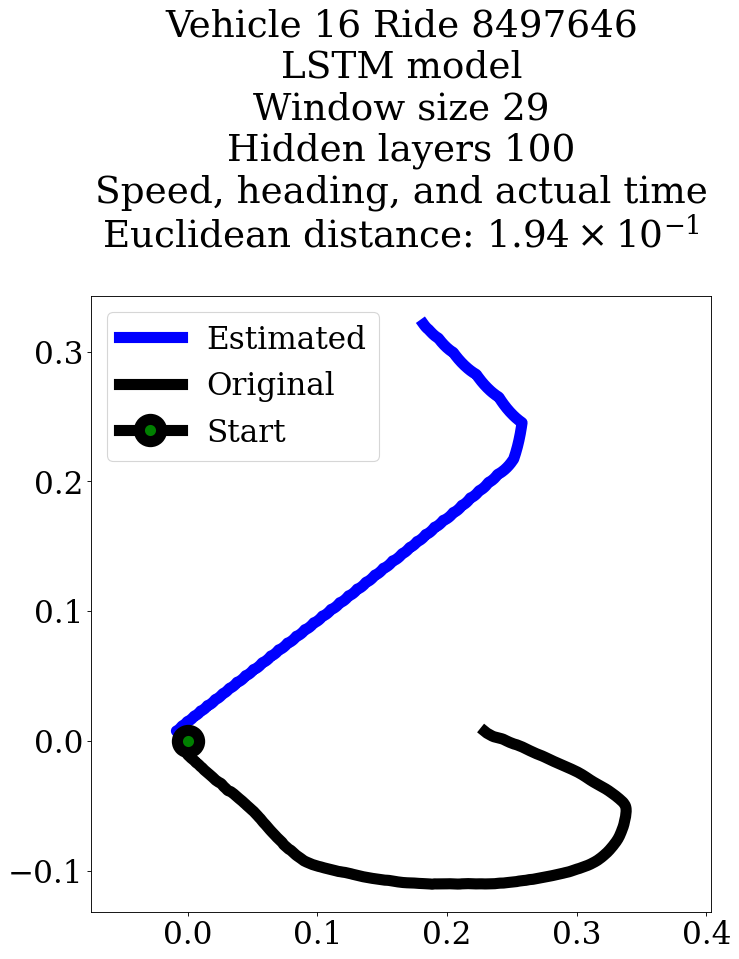 Vehicle 16 Ride 8497646
LSTM model
Window size 29
Hidden layers 100
Speed, heading, and actual time
Euclidean distance: 1.94 × 10⁻¹
Estimated
Original
Start
0.3
0.2
0.1
0.0
−0.1
0.0 0.1 0.2 0.3 0.4